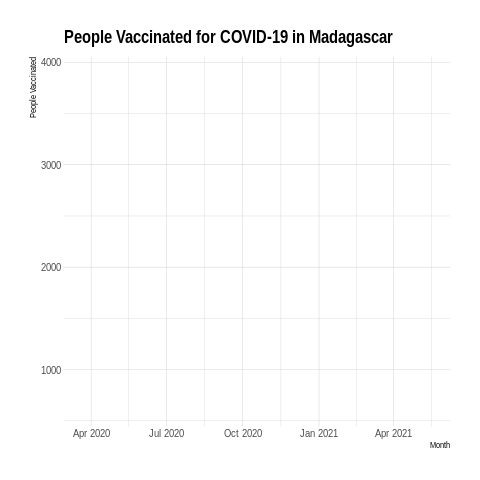 People Vaccinated for COVID-19 in Madagascar
People Vaccinated
4000
3000
2000
1000
Apr 2020 Jul 2020 Oct 2020 Jan 2021 Apr 2021
Month